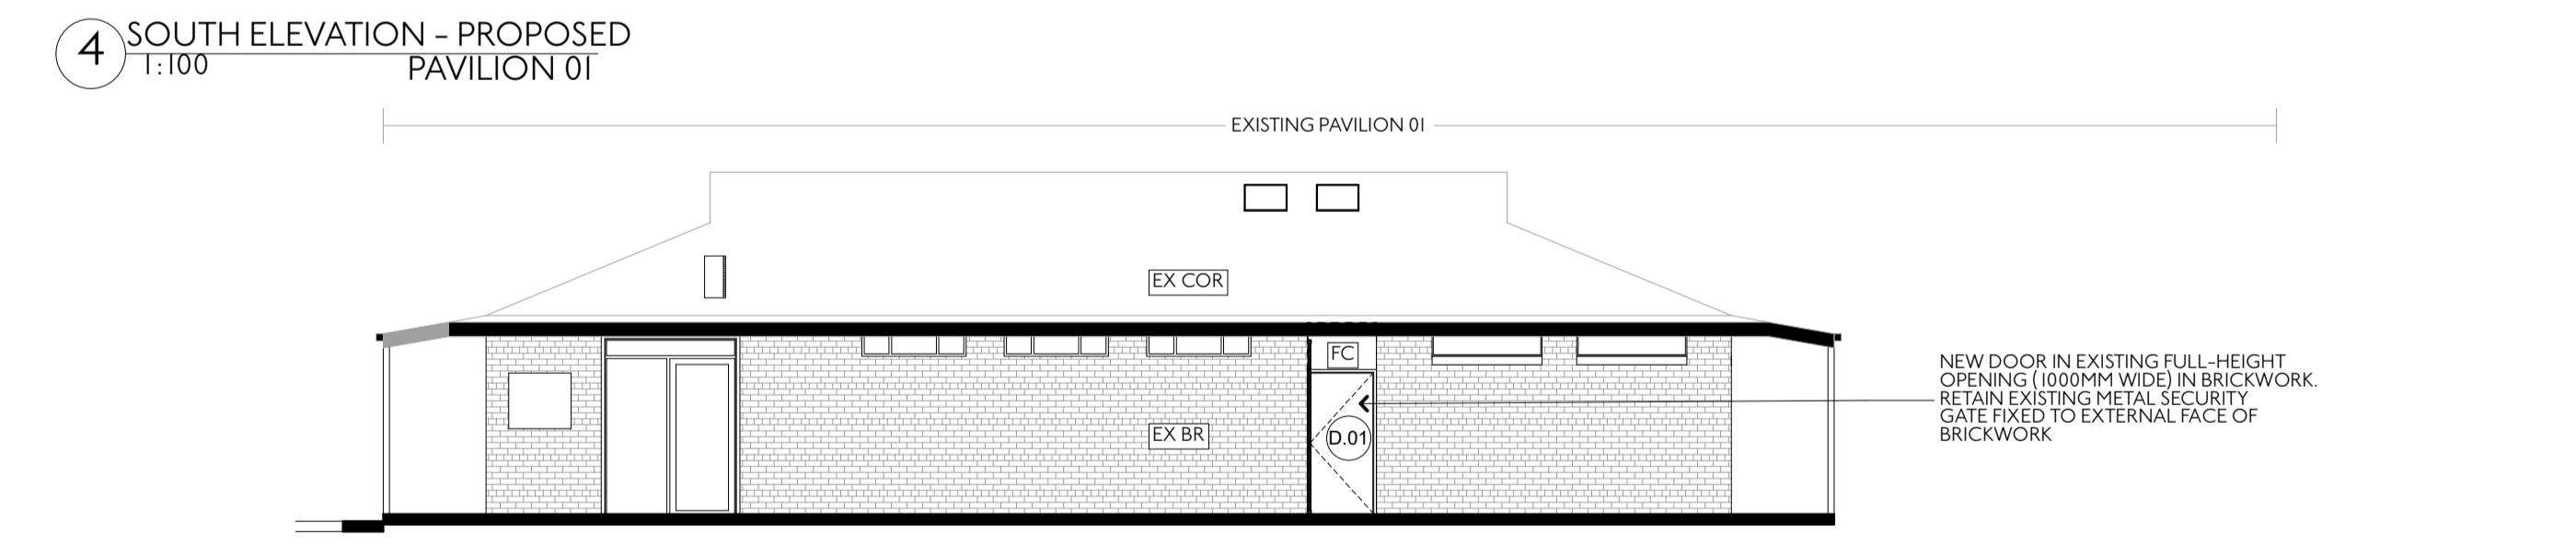 4
SOUTH ELEVATION - PROPOSED
1:100
PAVILION 01
EXISTING PAVILION 01
EX COR
FC
NEW DOOR IN EXISTING FULL-HEIGHT
OPENING (1000MM WIDE) IN BRICKWORK.
RETAIN EXISTING METAL SECURITY
GATE FIXED TO EXTERNAL FACE OF
BRICKWORK
EX BR
D.01